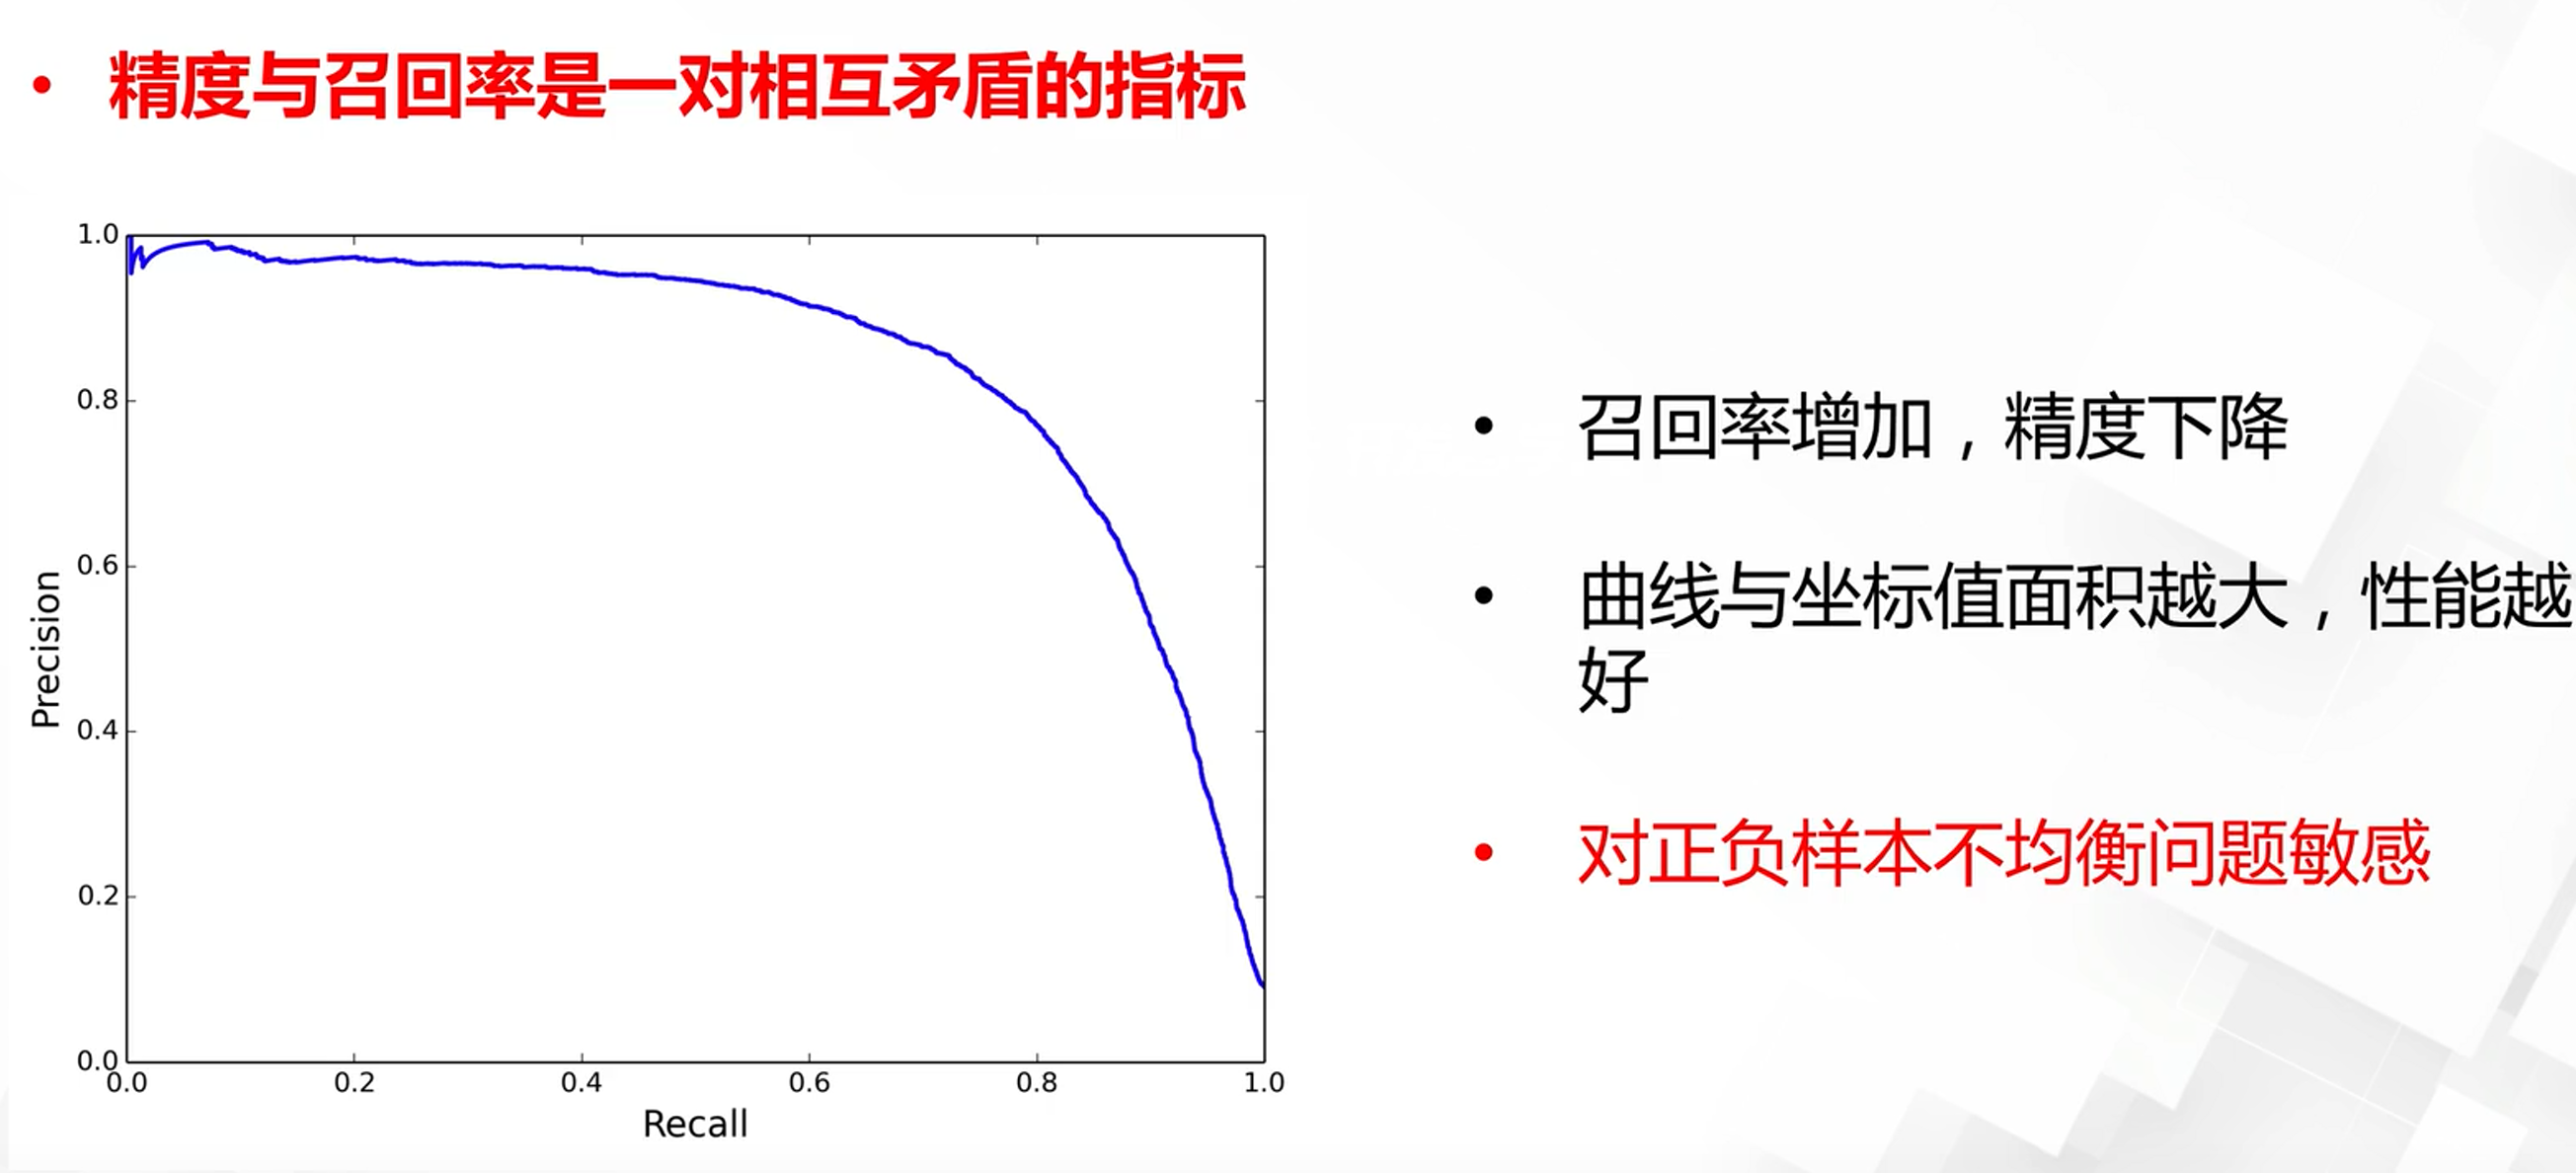 • 精度与召回率是一对相互矛盾的指标
1.0
0.8
0.6
0.4
0.2
0.0
Precision
0.0 0.2 0.4 0.6 0.8 1.0
Recall
• 召回率增加，精度下降
• 曲线与坐标值面积越大，性能越
好
• 对正负样本不均衡问题敏感